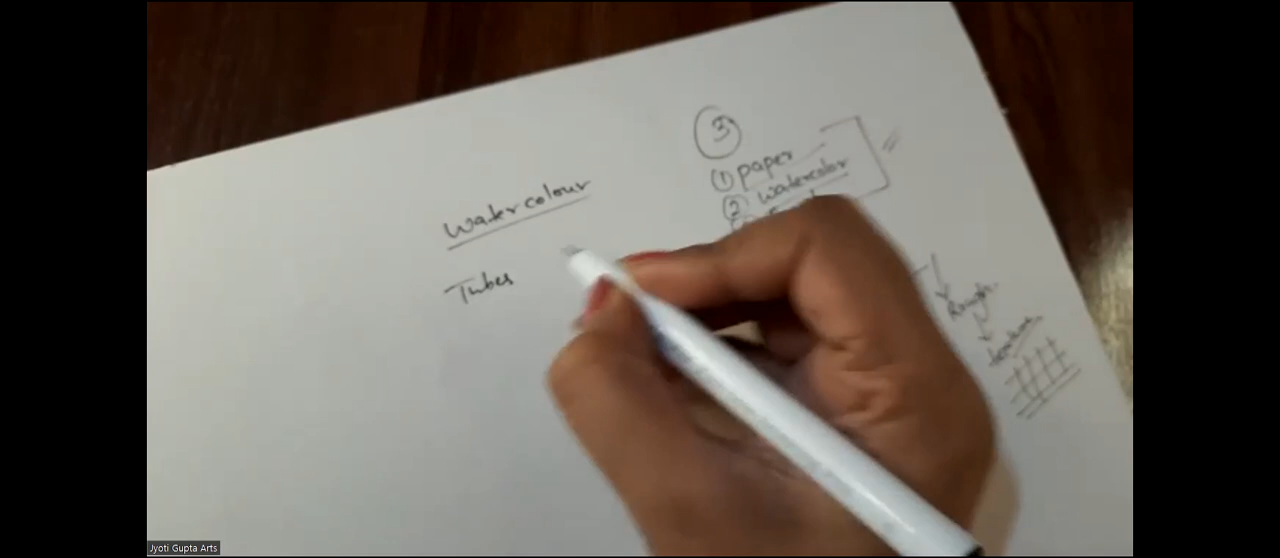 3
① paper
② watercolor
Watercolour
Tubes
Rough
texture
Jyoti Gupta Arts